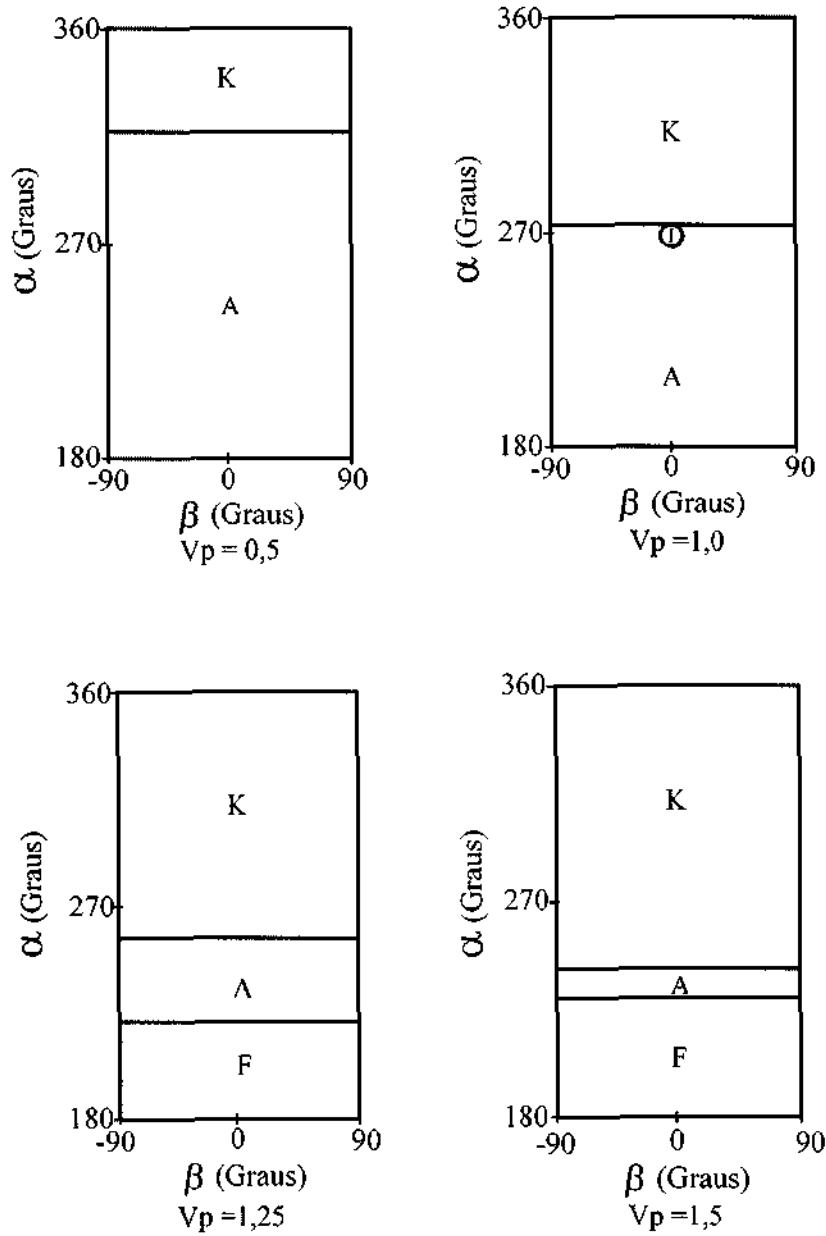 360
K
α (Graus)
270
A
180
-90 0 90
β (Graus)
Vp = 0,5
360
K
α (Graus)
270
I
A
180
-90 0 90
β (Graus)
Vp =1,0
360
K
α (Graus)
270
A
F
180
-90 0 90
β (Graus)
Vp =1,25
360
K
α (Graus)
270
A
F
180
-90 0 90
β (Graus)
Vp =1,5